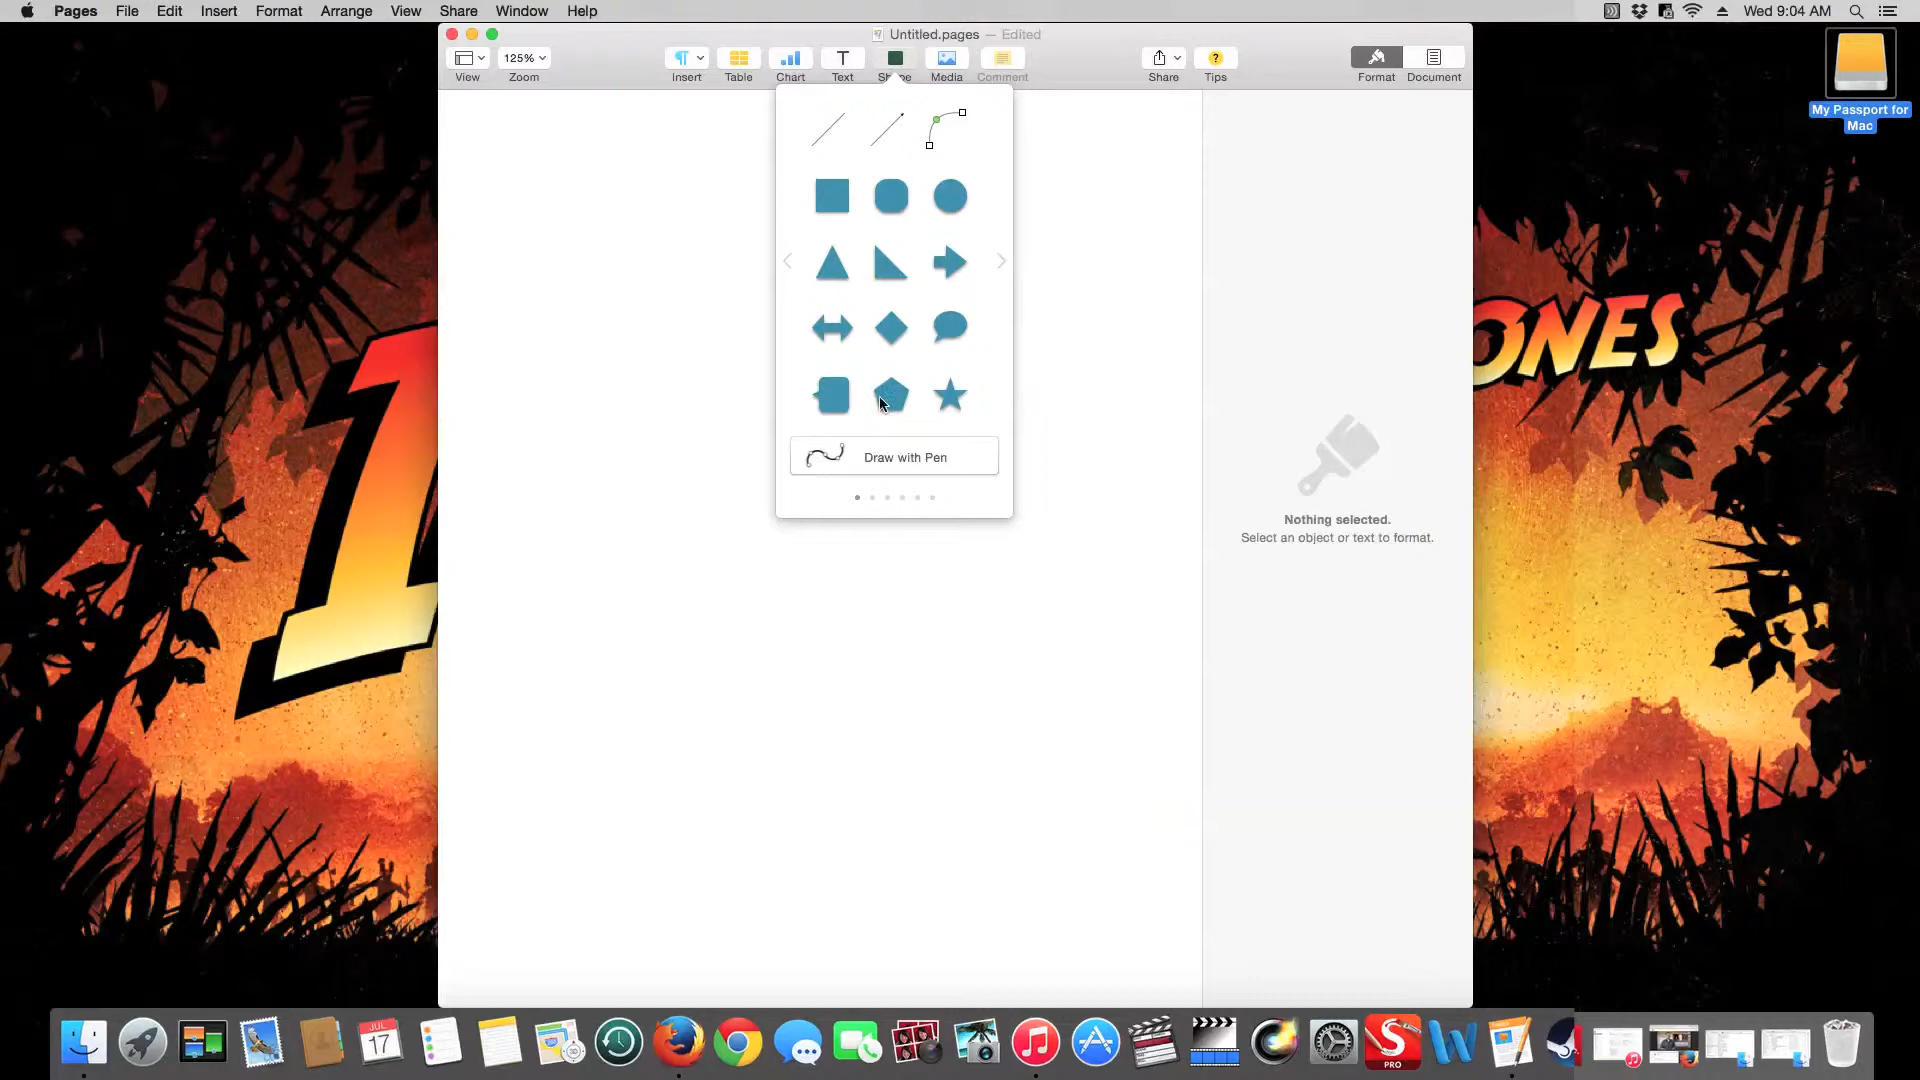 Pages File Edit Insert Format Arrange View Share Window Help
Wed 9:04 AM
Untitled.pages — Edited
125%
View Zoom Insert Table Chart Text Shape Media Comment Share Tips Format Document
My Passport for
Mac
ONES
Draw with Pen
Nothing selected.
Select an object or text to format.
JUL
17
PRO